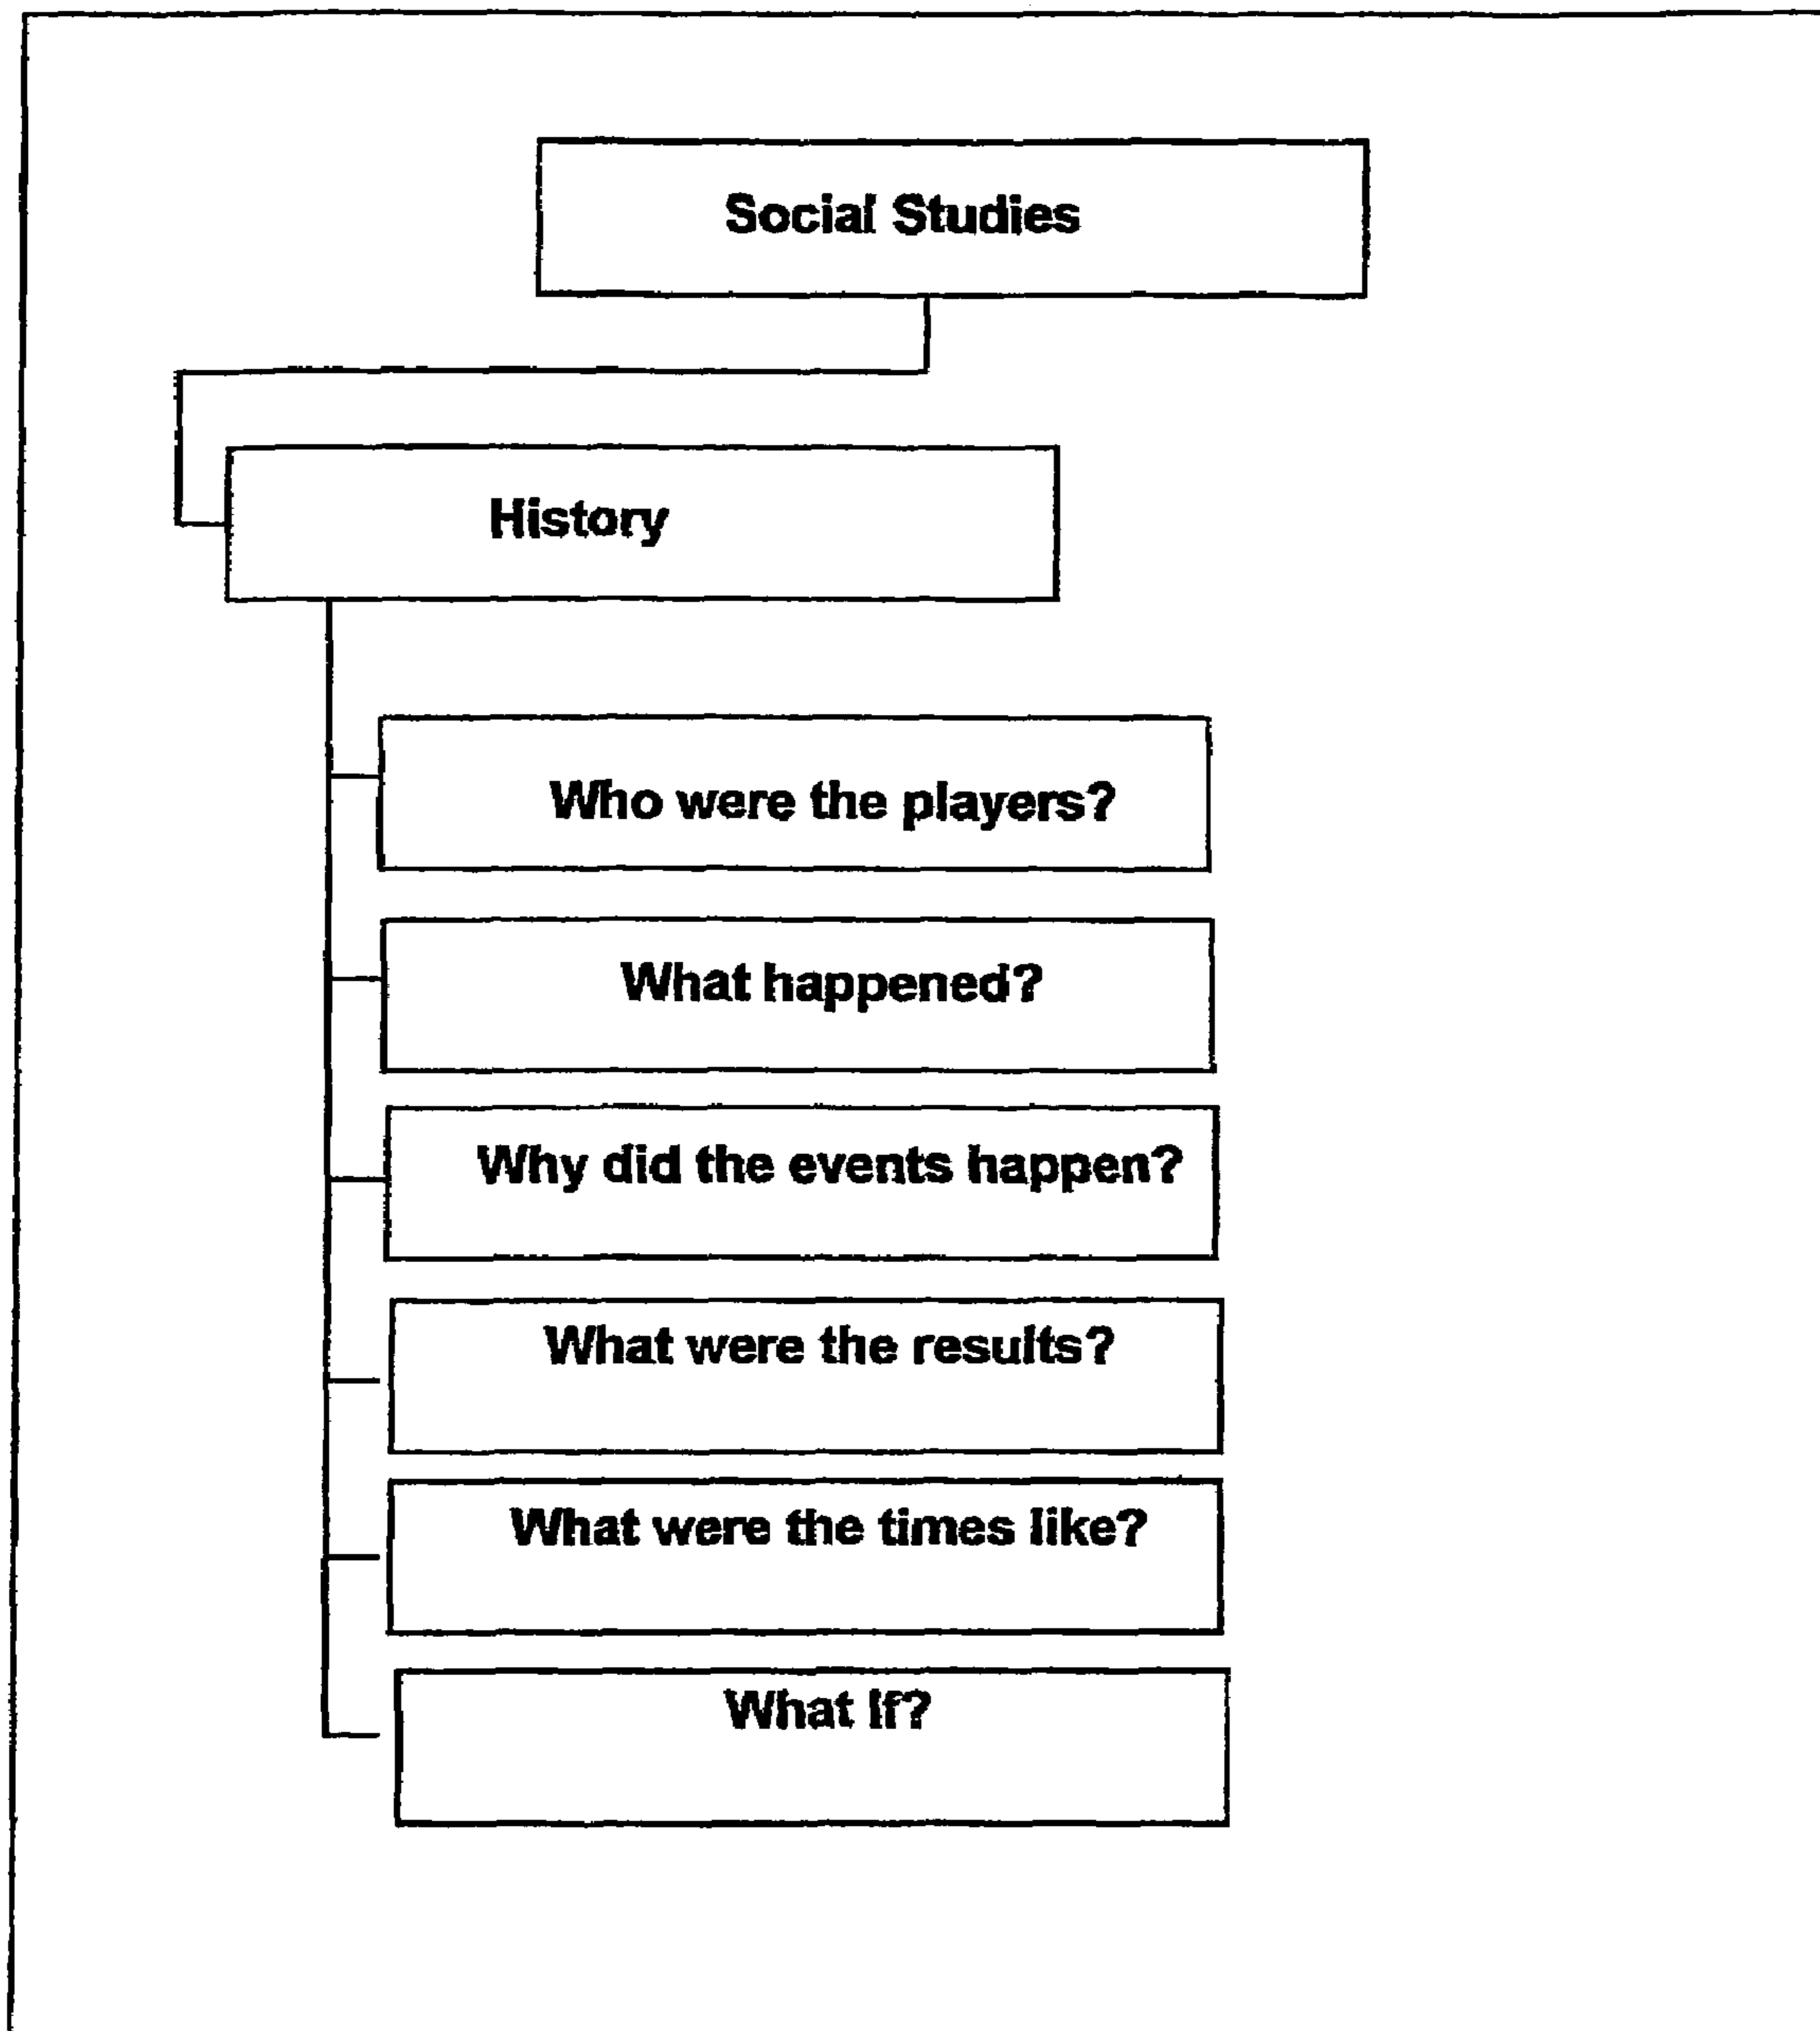 Social Studies
History
Who were the players?
What happened?
Why did the events happen?
What were the results?
What were the times like?
What If?